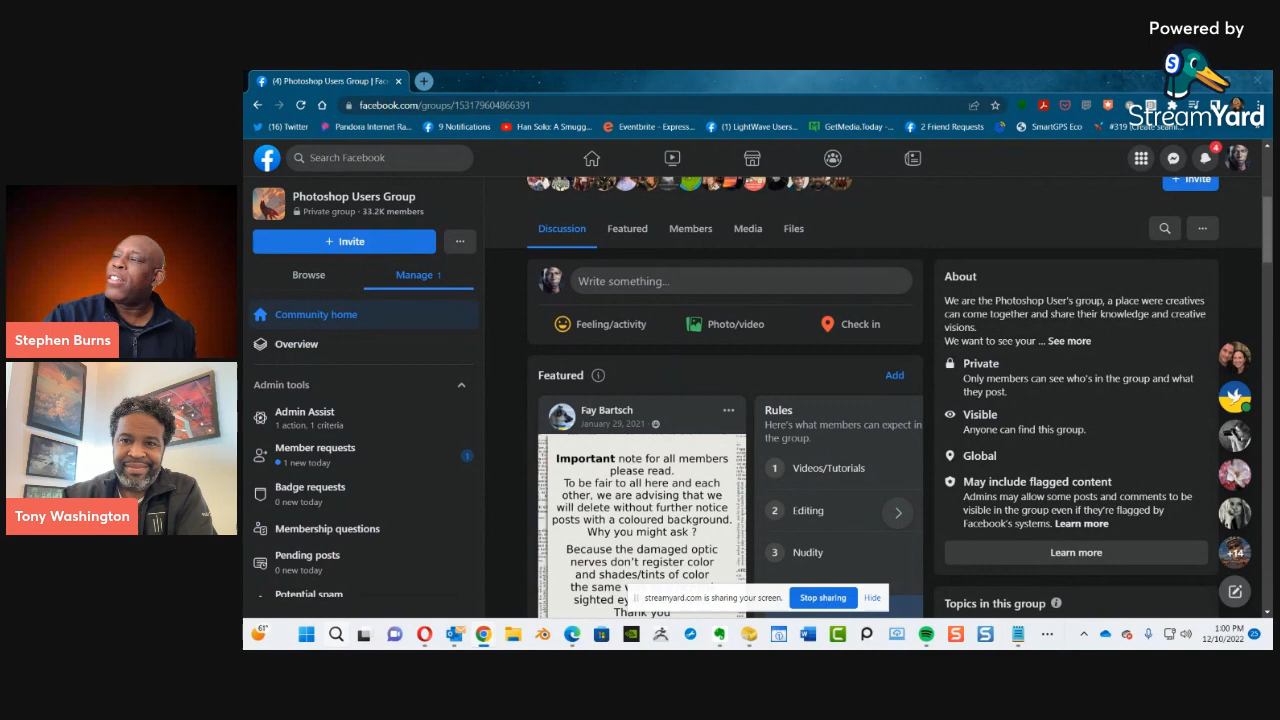 Powered by
StreamYard
(4) Photoshop Users Group | Fac
facebook.com/groups/153179604866391
(16) Twitter
Pandora Internet Ra...
9 Notifications
Han Solo: A Smugg...
Eventbrite - Expres...
(1) LightWave Users...
GetMedia.Today -...
2 Friend Requests
SmartGPS Eco
Search Facebook
4
Photoshop Users Group
Private group · 33.2K members
+ Invite
Browse
Manage 1
Community home
Overview
Admin tools
Admin Assist
1 action, 1 criteria
Member requests
1 new today
1
Badge requests
0 new today
Membership questions
Pending posts
0 new today
Potential spam
+ Invite
Discussion
Featured
Members
Media
Files
Write something...
Feeling/activity
Photo/video
Check in
Featured
Add
Fay Bartsch
January 29, 2021 ·
Important note for all members
please read.
To be fair to all here and each
other, we are advising that we
will delete without further notice
posts with a coloured background.
Why you might ask ?
Because the damaged optic
nerves don't register color
and shades/tints of color
the same
sighted
Thank you
Rules
Here's what members can expect in
the group.
1 Videos/Tutorials
2 Editing
3 Nudity
About
We are the Photoshop User's group, a place were creatives
can come together and share their knowledge and creative
visions.
We want to see your ... See more
Private
Only members can see who's in the group and what
they post.
Visible
Anyone can find this group.
Global
May include flagged content
Admins may allow some posts and comments to be
visible in the group even if they're flagged by
Facebook's systems. Learn more
Learn more
Topics in this group
+14
streamyard.com is sharing your screen.
Stop sharing
Hide
61°
1:00 PM
12/10/2022
25
Stephen Burns
Tony Washington